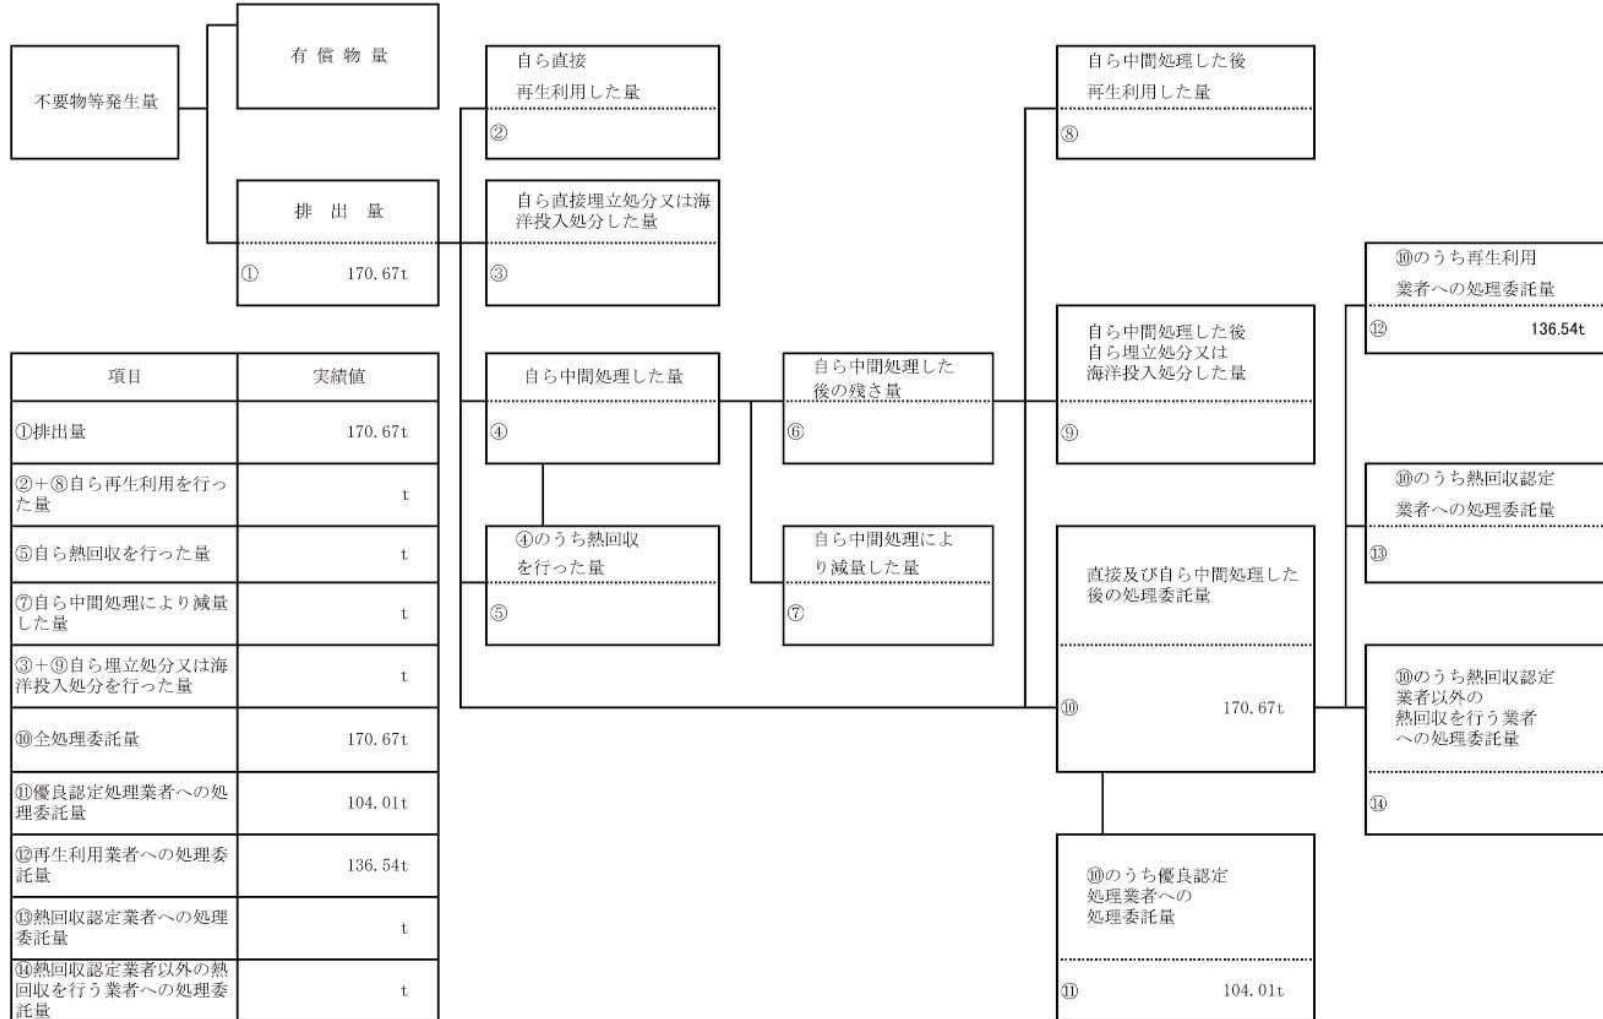 不要物等発生量
有 償 物 量
排 出 量
① 170.67t
自ら直接
再生利用した量
②
自ら直接埋立処分又は海
洋投入処分した量
③
自ら中間処理した量
④
④のうち熱回収
を行った量
⑤
自ら中間処理した
後の残さ量
⑥
自ら中間処理によ
り減量した量
⑦
自ら中間処理した後
再生利用した量
⑧
自ら中間処理した後
自ら埋立処分又は
海洋投入処分した量
⑨
直接及び自ら中間処理した
後の処理委託量
⑩ 170.67t
⑩のうち優良認定
処理業者への
処理委託量
⑪ 104.01t
⑩のうち再生利用
業者への処理委託量
⑫ 136.54t
⑩のうち熱回収認定
業者への処理委託量
⑬
⑩のうち熱回収認定
業者以外の
熱回収を行う業者
への処理委託量
⑭
項目 実績値
①排出量 170.67t
②+⑧自ら再生利用を行っ
た量 t
⑤自ら熱回収を行った量 t
⑦自ら中間処理により減量
した量 t
③+⑨自ら埋立処分又は海
洋投入処分を行った量 t
⑩全処理委託量 170.67t
⑪優良認定処理業者への処
理委託量 104.01t
⑫再生利用業者への処理委
託量 136.54t
⑬熱回収認定業者への処理
委託量 t
⑭熱回収認定業者以外の熱
回収を行う業者への処理委
託量 t